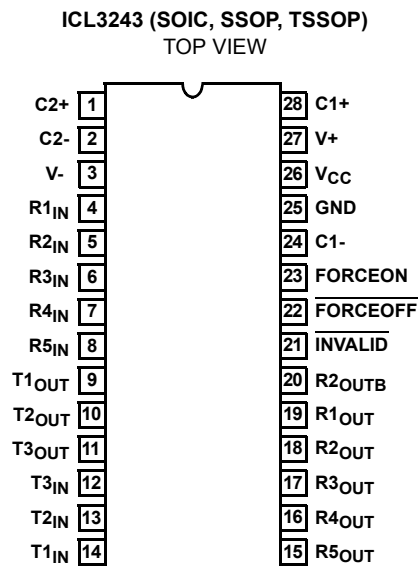 ICL3243 (SOIC, SSOP, TSSOP)
TOP VIEW
C2+ 1 28 C1+
C2- 2 27 V+
V- 3 26 VCC
R1IN 4 25 GND
R2IN 5 24 C1-
R3IN 6 23 FORCEON
R4IN 7 22 FORCEOFF
R5IN 8 21 INVALID
T1OUT 9 20 R2OUTB
T2OUT 10 19 R1OUT
T3OUT 11 18 R2OUT
T3IN 12 17 R3OUT
T2IN 13 16 R4OUT
T1IN 14 15 R5OUT